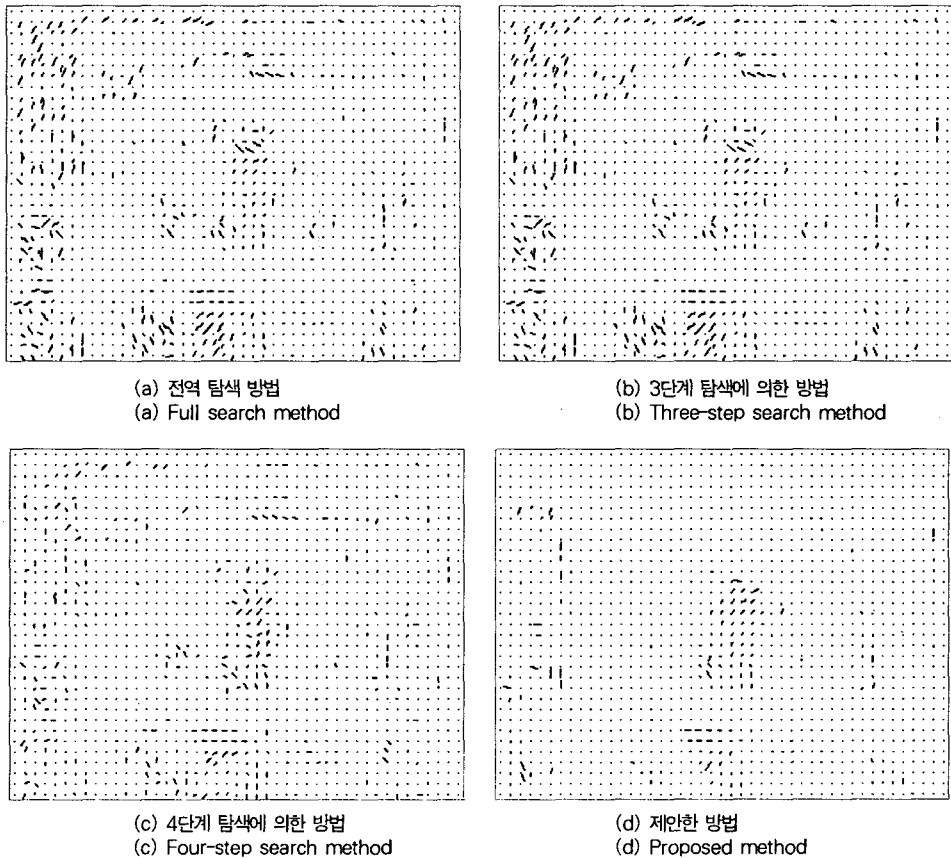 (a) 전역 탐색 방법
(a) Full search method
(b) 3단계 탐색에 의한 방법
(b) Three-step search method
(c) 4단계 탐색에 의한 방법
(c) Four-step search method
(d) 제안한 방법
(d) Proposed method